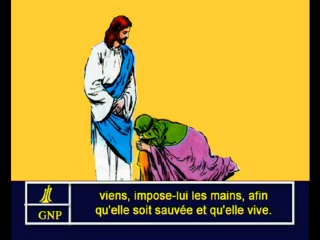 viens, impose-lui les mains, afin
qu'elle soit sauvée et qu'elle vive.
GNP